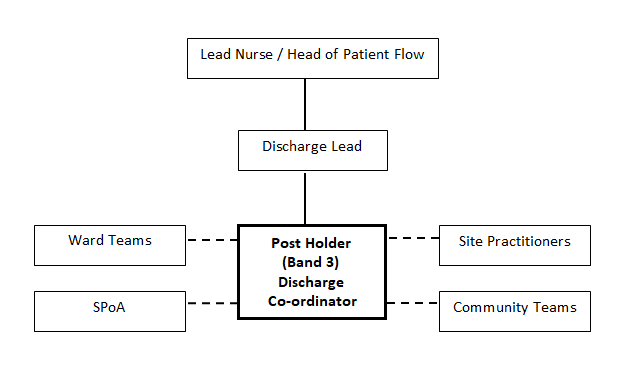 Lead Nurse / Head of Patient Flow
Discharge Lead
Ward Teams
Post Holder
(Band 3)
Discharge
Co-ordinator
Site Practitioners
SPoA
Community Teams